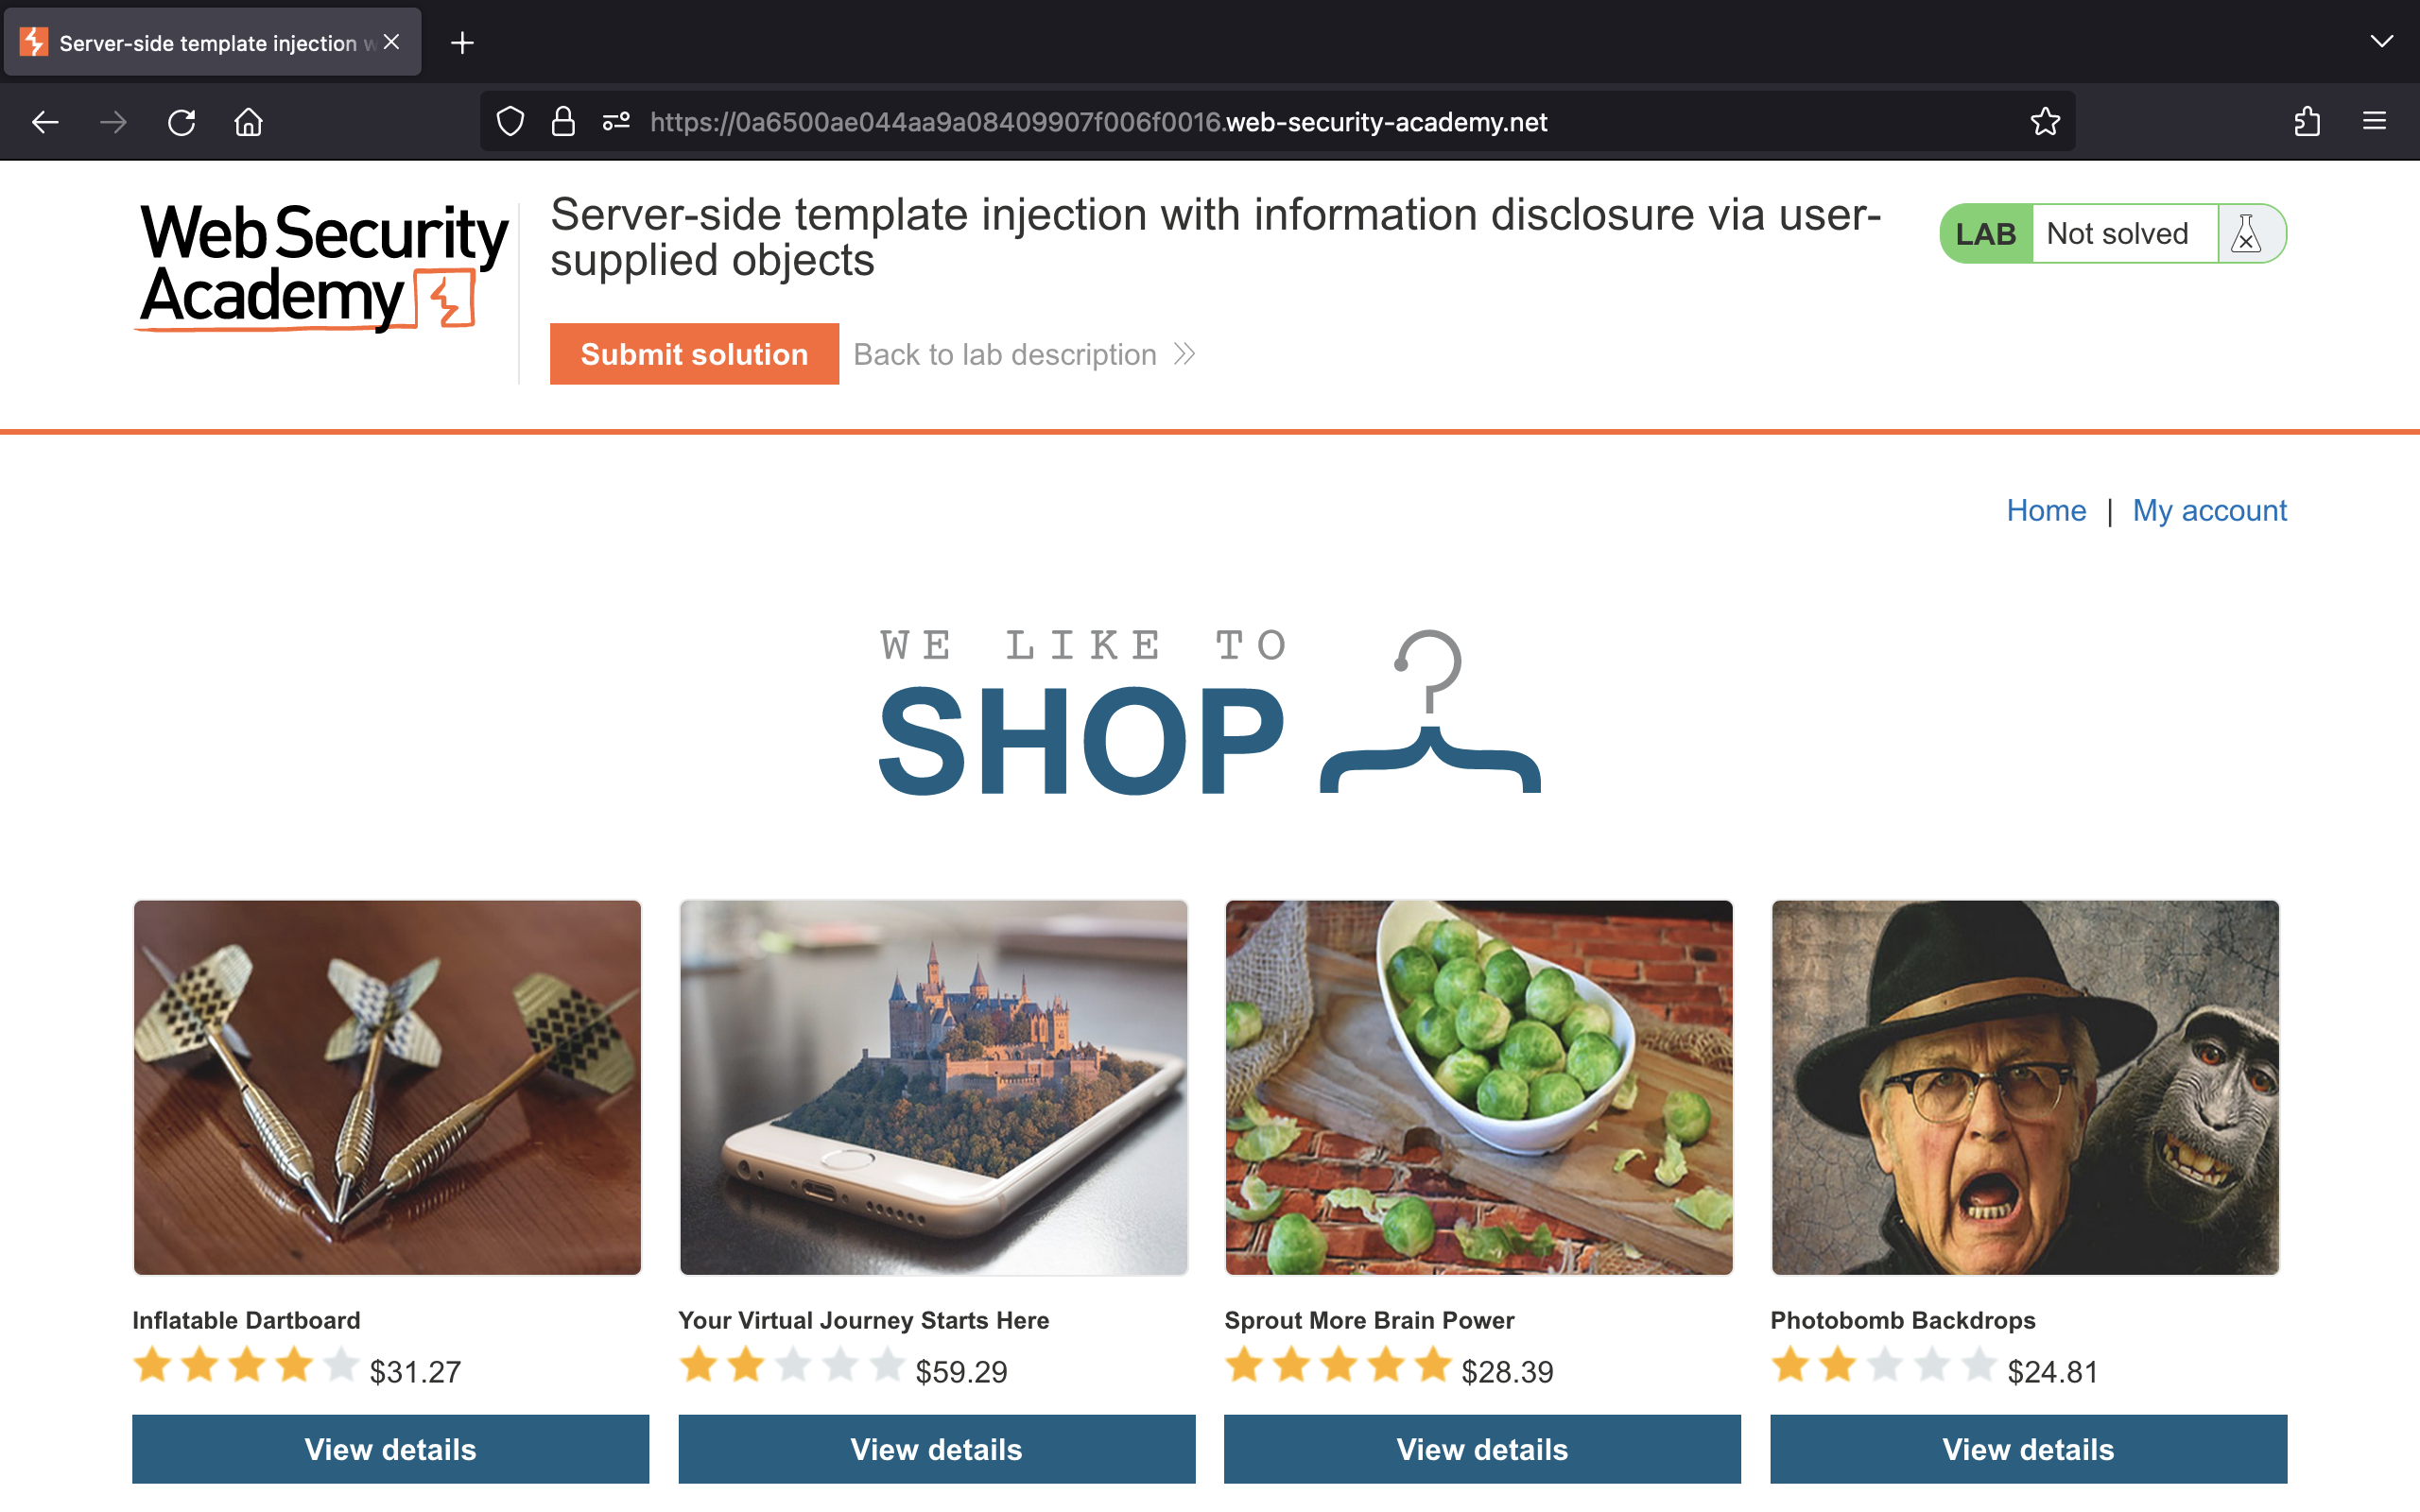 Server-side template injection w
https://0a6500ae044aa9a08409907f006f0016.web-security-academy.net
Web Security
Academy
Server-side template injection with information disclosure via user-
supplied objects
LAB Not solved
Submit solution Back to lab description
Home | My account
WE LIKE TO
SHOP
Inflatable Dartboard
$31.27
View details
Your Virtual Journey Starts Here
$59.29
View details
Sprout More Brain Power
$28.39
View details
Photobomb Backdrops
$24.81
View details